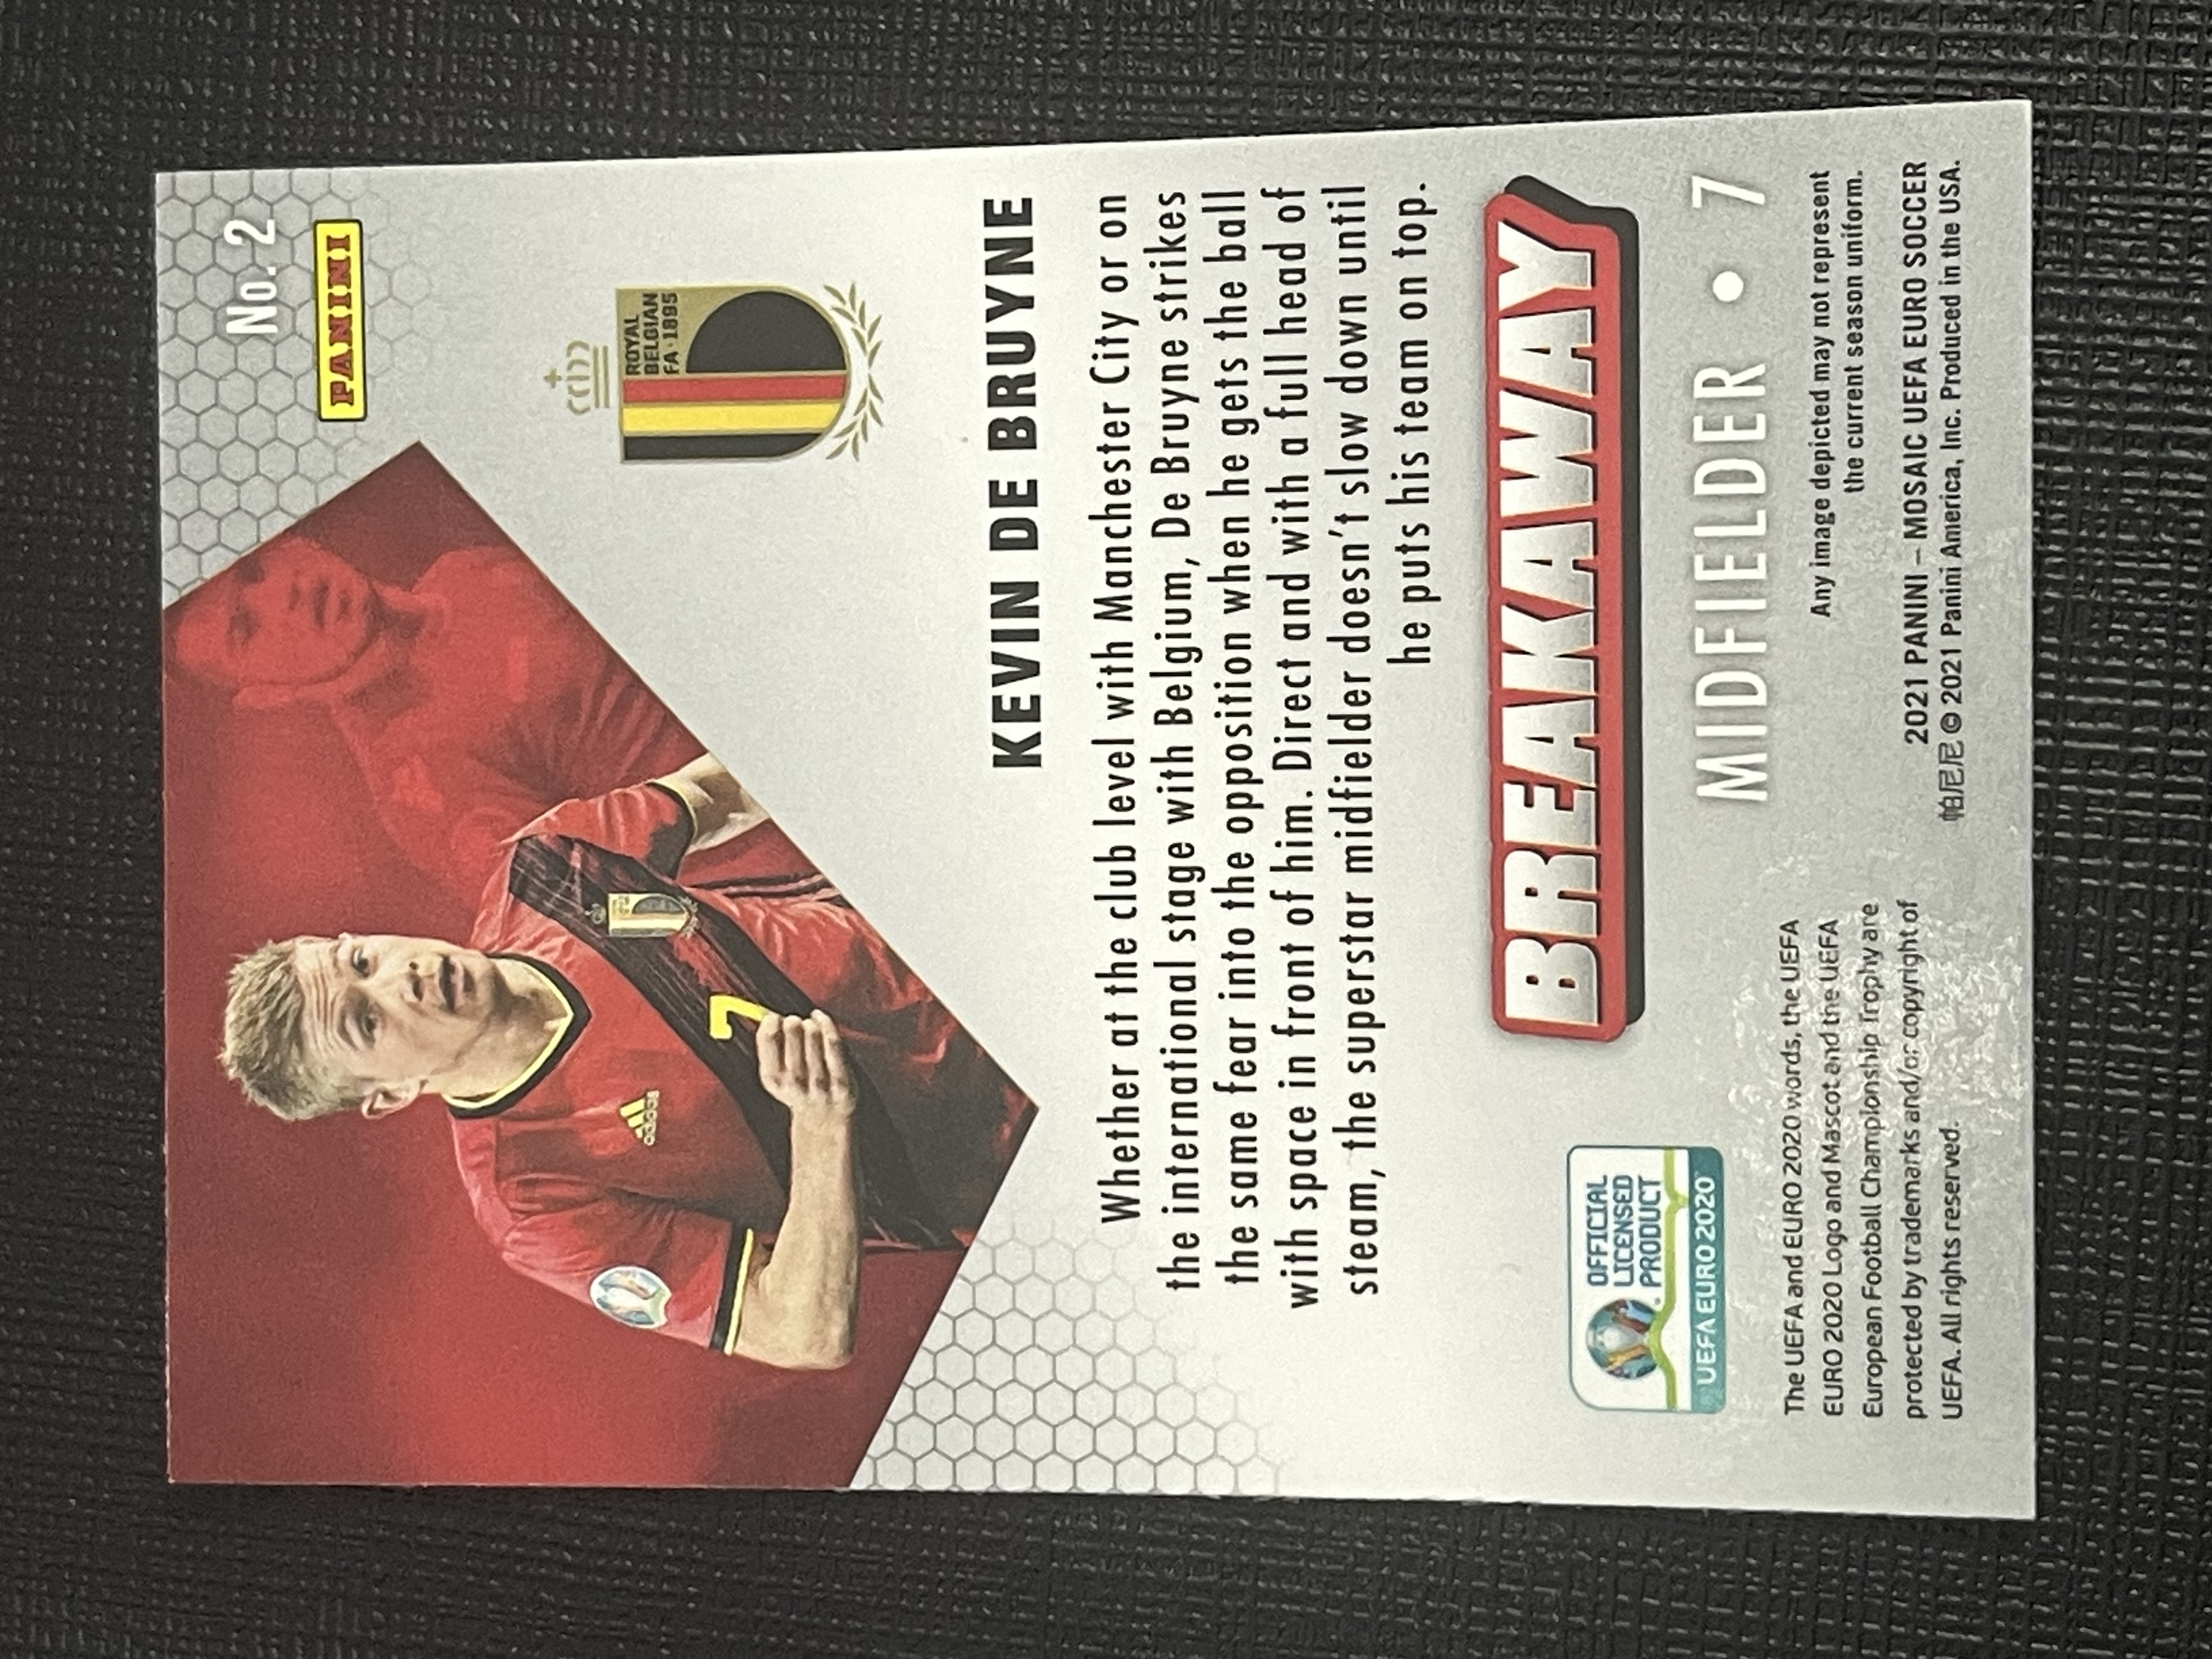 No. 2
PANINI
adidas
7
ROYAL
BELGIAN
FA·1895
KEVIN DE BRUYNE
Whether at the club level with Manchester City or on
the international stage with Belgium, De Bruyne strikes
the same fear into the opposition when he gets the ball
with space in front of him. Direct and with a full head of
steam, the superstar midfielder doesn't slow down until
he puts his team on top.
BREAKAWAY
OFFICIAL
LICENSED
PRODUCT
UEFA EURO 2020
MIDFIELDER • 7
The UEFA and EURO 2020 words, the UEFA
EURO 2020 Logo and Mascot and the UEFA
European Football Championship Trophy are
protected by trademarks and/or copyright of
UEFA. All rights reserved.
Any image depicted may not represent
the current season uniform.
2021 PANINI – MOSAIC UEFA EURO SOCCER
帕尼尼 © 2021 Panini America, Inc. Produced in the USA.